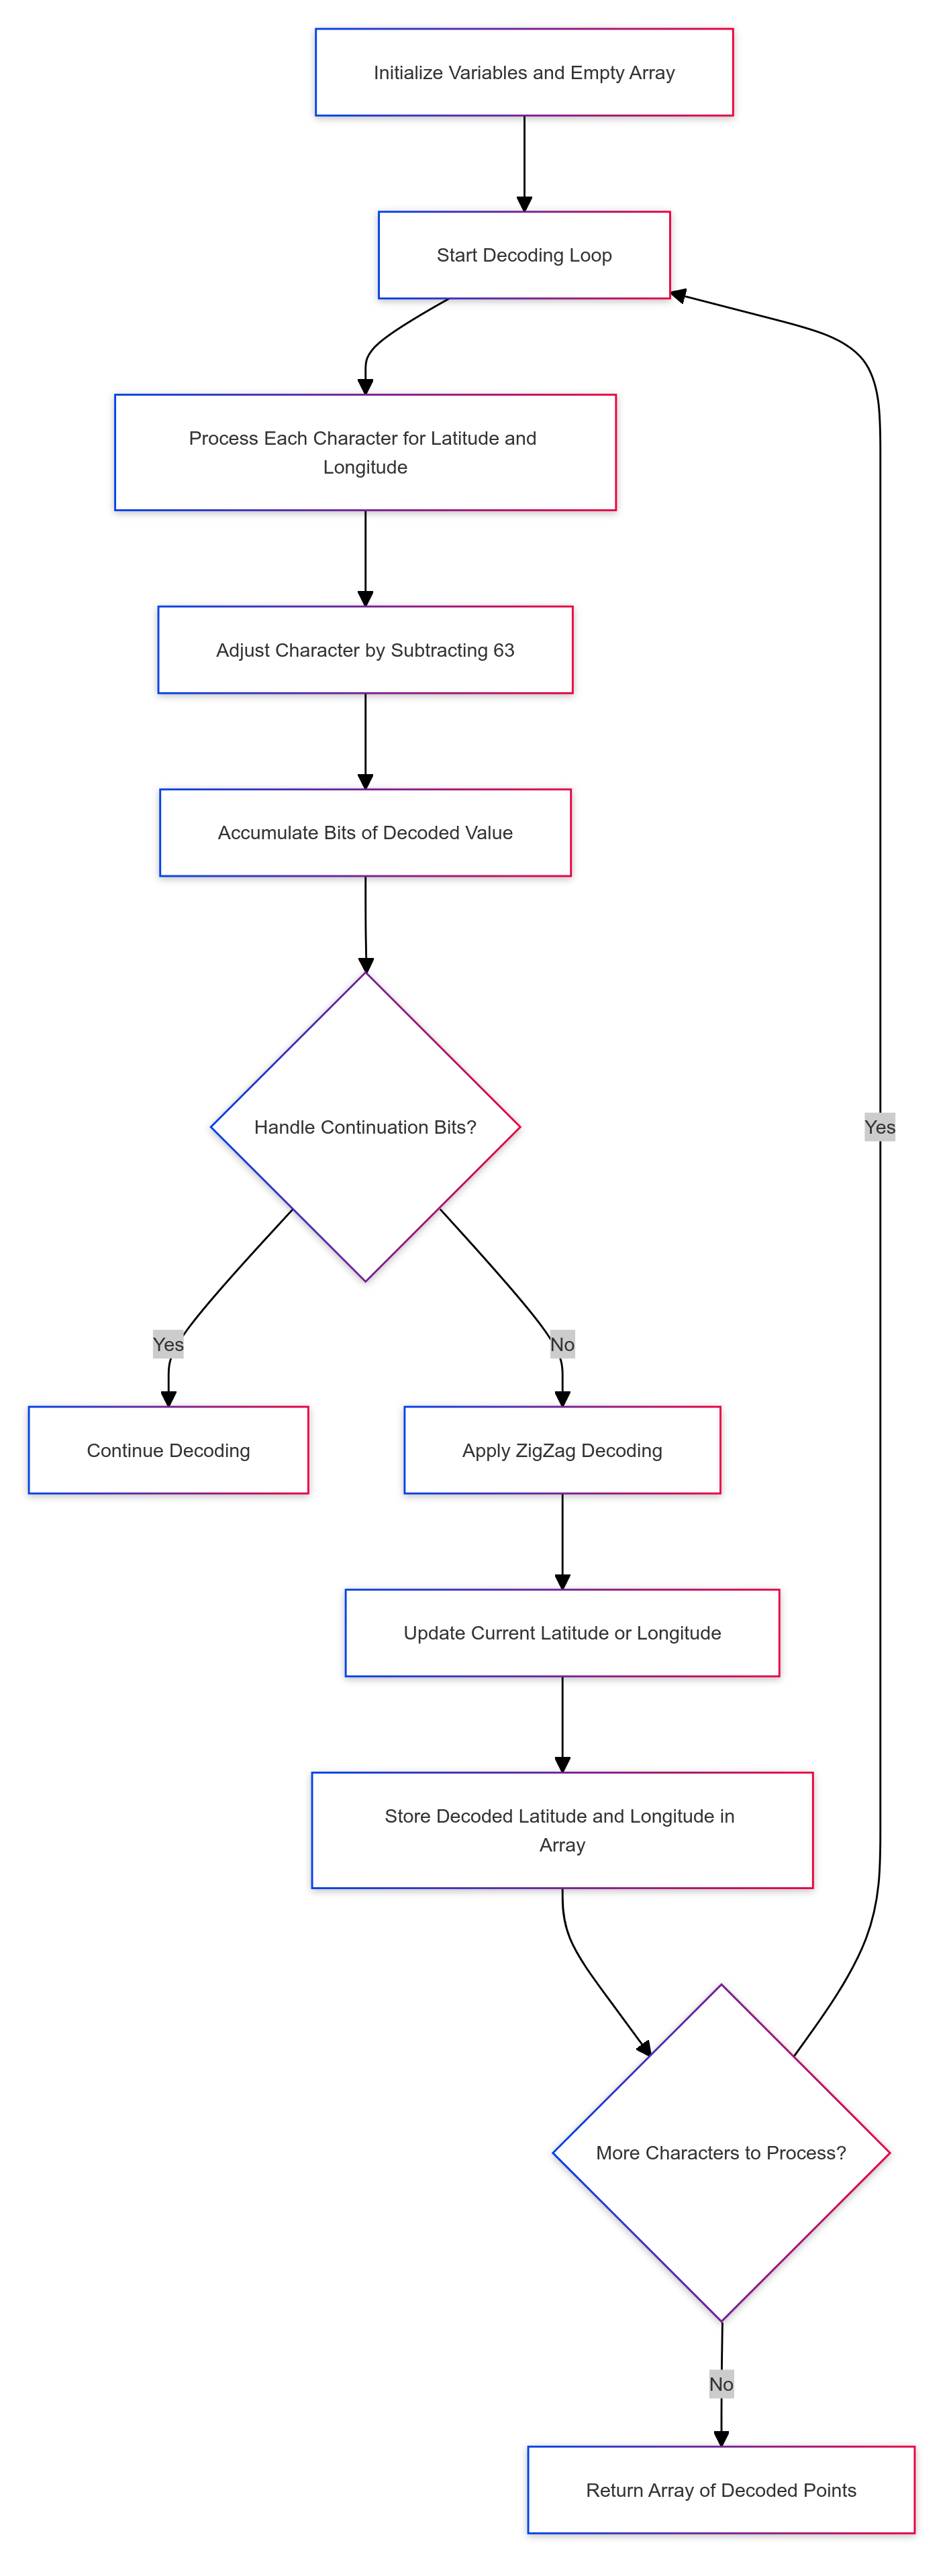 Initialize Variables and Empty Array
Start Decoding Loop
Process Each Character for Latitude and
Longitude
Adjust Character by Subtracting 63
Accumulate Bits of Decoded Value
Handle Continuation Bits?
Yes
Yes
No
Continue Decoding
Apply ZigZag Decoding
Update Current Latitude or Longitude
Store Decoded Latitude and Longitude in
Array
More Characters to Process?
No
Return Array of Decoded Points